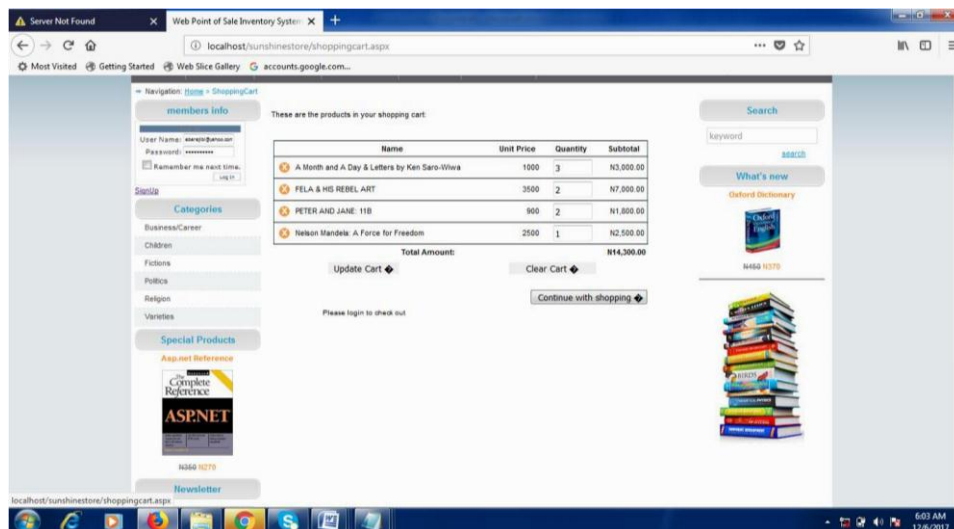 Server Not Found
Web Point of Sale Inventory System
localhost/sunshinestore/shoppingcart.aspx
Most Visited Getting Started Web Slice Gallery accounts.google.com...
Navigation: Home > ShoppingCart
members info
User Name:
Password:
Remember me next time.
Log In
SignUp
Categories
Business/Career
Children
Fictions
Politics
Religion
Varieties
Special Products
Asp.net Reference
The Complete
Reference
ASP.NET
N350 N270
Newsletter
These are the products in your shopping cart:
Name Unit Price Quantity Subtotal
A Month and A Day & Letters by Ken Saro-Wiwa 1000 3 N3,000.00
FELA & HIS REBEL ART 3500 2 N7,000.00
PETER AND JANE: 11B 900 2 N1,800.00
Nelson Mandela: A Force for Freedom 2500 1 N2,500.00
Total Amount: N14,300.00
Update Cart � Clear Cart �
Continue with shopping �
Please login to check out
Search
keyword
search
What's new
Oxford Dictionary
Oxford
English
N450 N370
BIRDS
localhost/sunshinestore/shoppingcart.aspx
6:03 AM
12/6/2017